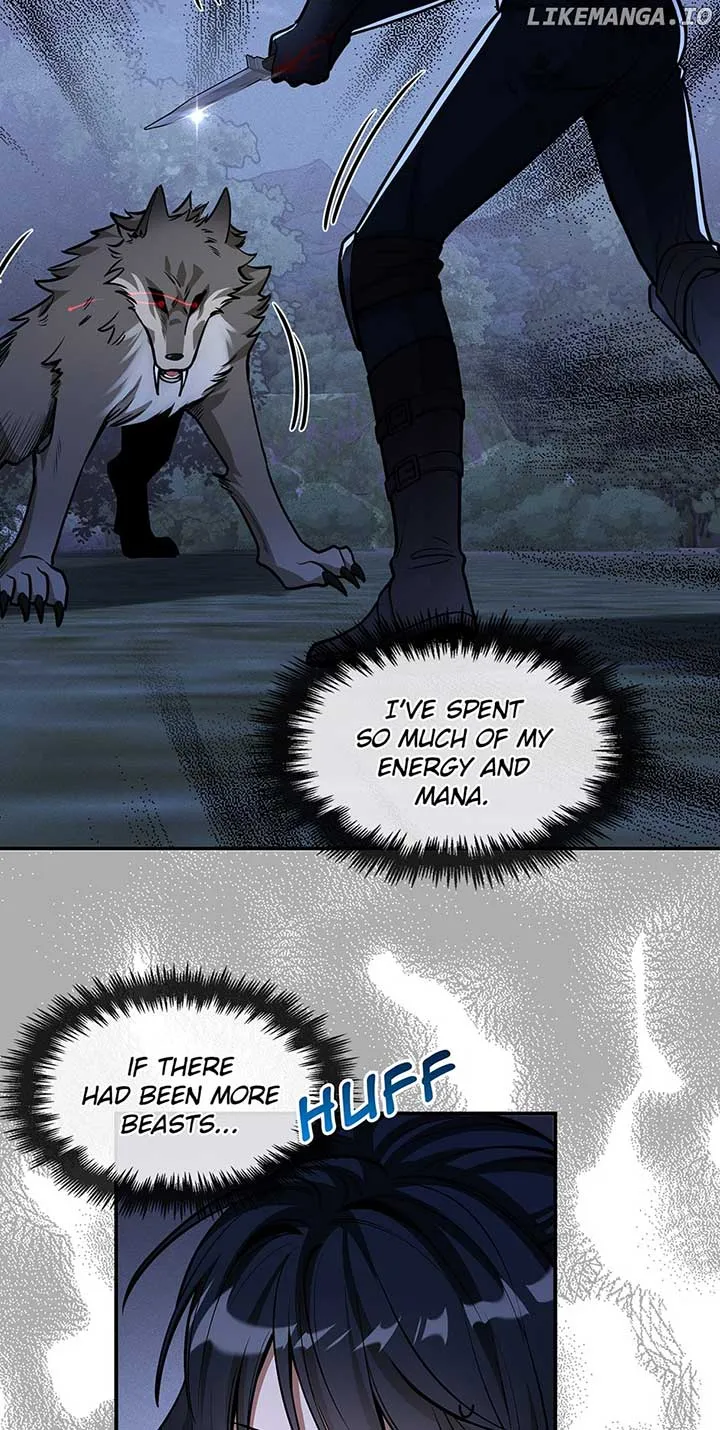 LIKEMANGA.IO
I'VE SPENT
SO MUCH OF MY
ENERGY AND
MANA.
IF THERE
HAD BEEN MORE
BEASTS...
HUFF